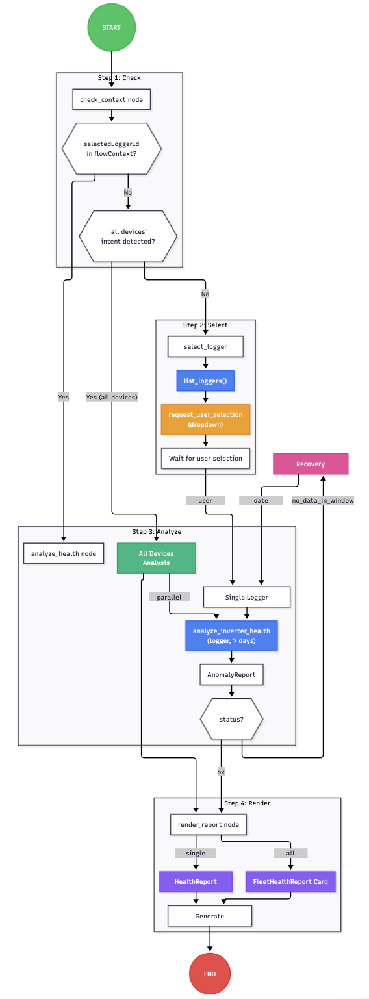 START
Step 1: Check
check_context node
selectedLoggerId
in flowContext?
No
'all devices'
intent detected?
No
Step 2: Select
select_logger
list_loggers()
Yes
Yes (all devices)
request_user_selection
(dropdown)
Wait for user selection
Recovery
user
date
no_data_in_window
Step 3: Analyze
analyze_health node
All Devices
Analysis
parallel
Single Logger
analyze_inverter_health
(logger, 7 days)
AnomalyReport
status?
ok
Step 4: Render
render_report node
single
all
HealthReport
FleetHealthReport Card
Generate
END